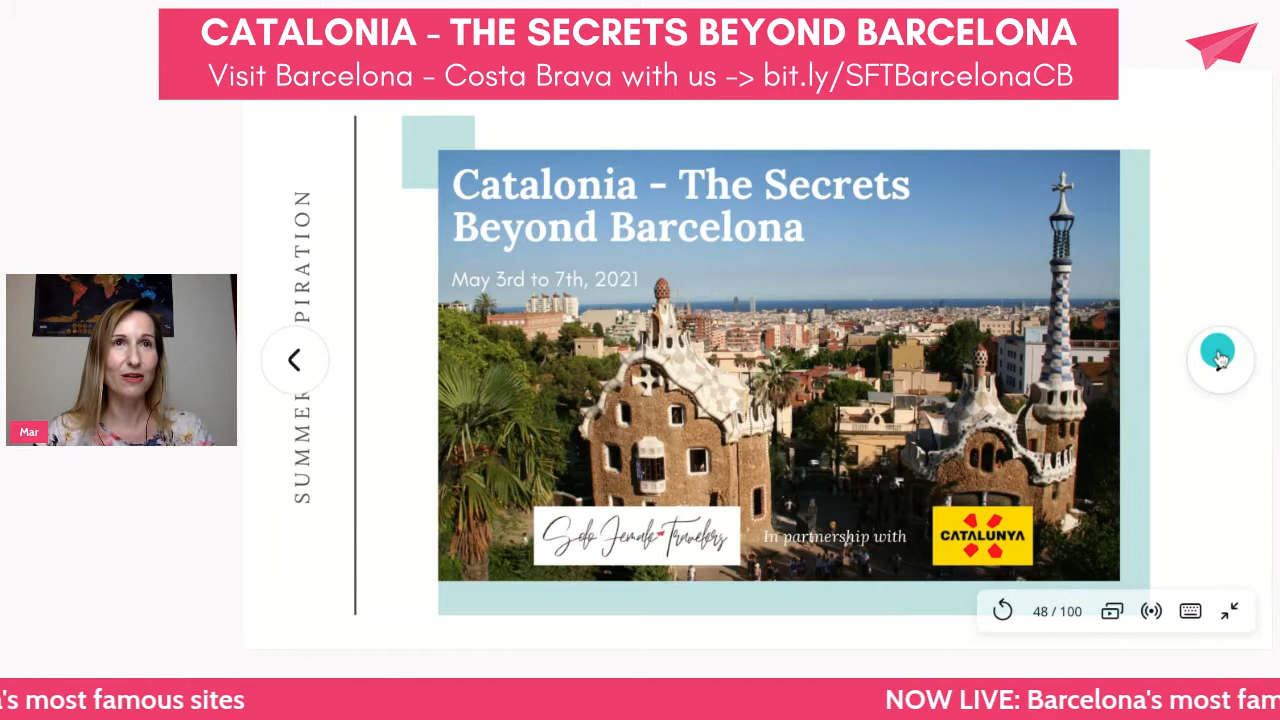 CATALONIA - THE SECRETS BEYOND BARCELONA
Visit Barcelona - Costa Brava with us -> bit.ly/SFTBarcelonaCB
SUMMER PIRATION
Catalonia - The Secrets
Beyond Barcelona
May 3rd to 7th, 2021
Mar
Solo Female Travelers
In partnership with
CATALUNYA
48 / 100
's most famous sites
NOW LIVE: Barcelona's most fam